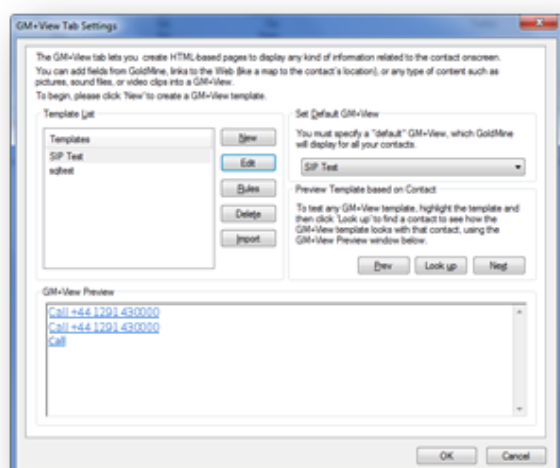 GM+View Tab Settings
The GM+View tab lets you create HTML-based pages to display any kind of information related to the contact onscreen.
You can add fields from GoldMine, links to the Web (like a map to the contact's location), or any type of content such as
pictures, sound files, or video clips into a GM+View.
To begin, please click 'New' to create a GM+View template.
Template List
Templates
SIP Test
sqltest
New
Edit
Rules
Delete
Import
Set Default GM+View
You must specify a "default" GM+View, which GoldMine
will display for all your contacts.
SIP Test
Preview Template based on Contact
To test any GM+View template, highlight the template and
then click 'Look up' to find a contact to see how the
GM+View template looks with that contact, using the
GM+View Preview window below.
Prev
Look up
Next
GM+View Preview
Call +44 1291 430000
Call +44 1291 430000
Call
OK
Cancel